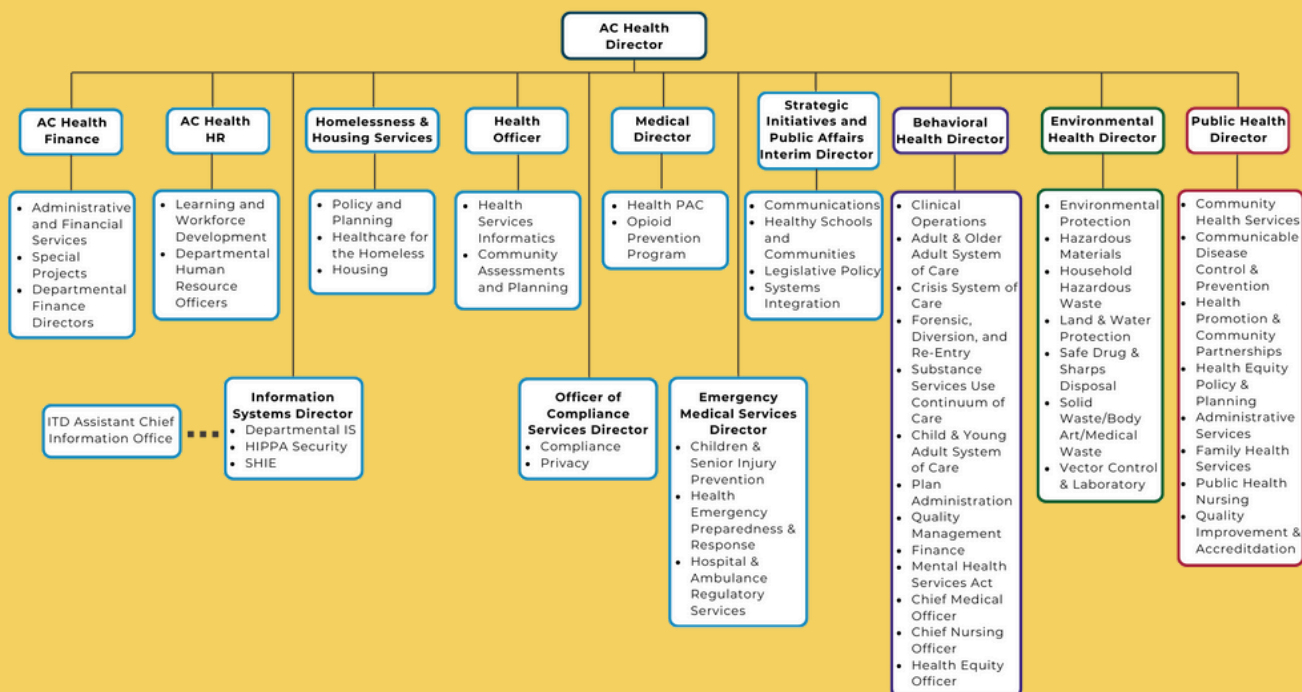 AC Health
Director
AC Health
Finance
AC Health
HR
Homelessness &
Housing Services
Health
Officer
Medical
Director
Strategic
Initiatives and
Public Affairs
Interim Director
Behavioral
Health Director
Environmental
Health Director
Public Health
Director
• Administrative
and Financial
Services
• Special
Projects
• Departmental
Finance
Directors
• Learning and
Workforce
Development
• Departmental
Human
Resource
Officers
• Policy and
Planning
• Healthcare for
the Homeless
• Housing
• Health
Services
Informatics
• Community
Assessments
and Planning
• Health PAC
• Opioid
Prevention
Program
• Communications
• Healthy Schools
and
Communities
• Legislative Policy
• Systems
Integration
• Clinical
Operations
• Adult & Older
Adult System
of Care
• Crisis System of
Care
• Forensic,
Diversion, and
Re-Entry
• Substance
Services Use
Continuum of
Care
• Child & Young
Adult System
of Care
• Plan
Administration
• Quality
Management
• Finance
• Mental Health
Services Act
• Chief Medical
Officer
• Chief Nursing
Officer
• Health Equity
Officer
• Environmental
Protection
• Hazardous
Materials
• Household
Hazardous
Waste
• Land & Water
Protection
• Safe Drug &
Sharps
Disposal
• Solid
Waste/Body
Art/Medical
Waste
• Vector Control
& Laboratory
• Community
Health Services
• Communicable
Disease
Control &
Prevention
• Health
Promotion &
Community
Partnerships
• Health Equity
Policy &
Planning
• Administrative
Services
• Family Health
Services
• Public Health
Nursing
• Quality
Improvement &
Accreditdation
ITD Assistant Chief
Information Office
Information
Systems Director
• Departmental IS
• HIPPA Security
• SHIE
Officer of
Compliance
Services Director
• Compliance
• Privacy
Emergency
Medical Services
Director
• Children &
Senior Injury
Prevention
• Health
Emergency
Preparedness &
Response
• Hospital &
Ambulance
Regulatory
Services